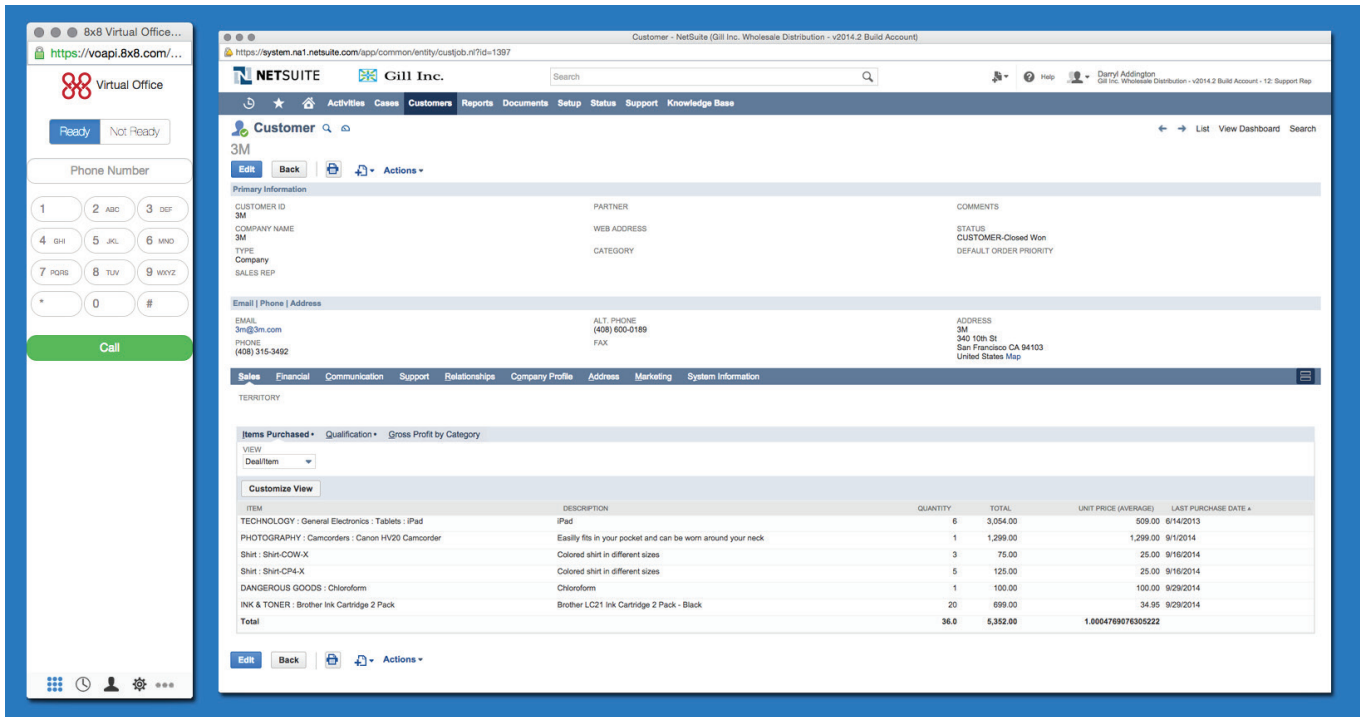 8x8 Virtual Office...
https://voapi.8x8.com/...
Virtual Office
Ready Not Ready
Phone Number
1 2 ABC 3 DEF
4 GHI 5 JKL 6 MNO
7 PQRS 8 TUV 9 WXYZ
* 0 #
Call
Customer - NetSuite (Gill Inc. Wholesale Distribution - v2014.2 Build Account)
https://system.na1.netsuite.com/app/common/entity/custjob.nl?id=1397
N NETSUITE Gill Inc. Search Help Darryl Addington
Gill Inc. Wholesale Distribution - v2014.2 Build Account - 12: Support Rep
Activities Cases Customers Reports Documents Setup Status Support Knowledge Base
Customer List View Dashboard Search
3M
Edit Back Actions
Primary Information
CUSTOMER ID PARTNER COMMENTS
3M
COMPANY NAME WEB ADDRESS STATUS
3M CUSTOMER-Closed Won
TYPE CATEGORY DEFAULT ORDER PRIORITY
Company
SALES REP
Email | Phone | Address
EMAIL ALT. PHONE ADDRESS
3m@3m.com (408) 600-0189 3M
PHONE FAX 340 10th St
(408) 315-3492 San Francisco CA 94103
United States Map
Sales Financial Communication Support Relationships Company Profile Address Marketing System Information
TERRITORY
Items Purchased • Qualification • Gross Profit by Category
VIEW
Deal/Item
Customize View
ITEM DESCRIPTION QUANTITY TOTAL UNIT PRICE (AVERAGE) LAST PURCHASE DATE ▲
TECHNOLOGY : General Electronics : Tablets : iPad iPad 6 3,054.00 509.00 6/14/2013
PHOTOGRAPHY : Camcorders : Canon HV20 Camcorder Easilly fits in your pocket and can be worn around your neck 1 1,299.00 1,299.00 9/1/2014
Shirt : Shirt-COW-X Colored shirt in different sizes 3 75.00 25.00 9/16/2014
Shirt : Shirt-CP4-X Colored shirt in different sizes 5 125.00 25.00 9/16/2014
DANGEROUS GOODS : Chloroform Chloroform 1 100.00 100.00 9/29/2014
INK & TONER : Brother Ink Cartridge 2 Pack Brother LC21 Ink Cartridge 2 Pack - Black 20 699.00 34.95 9/29/2014
Total 36.0 5,352.00 1.0004769076305222
Edit Back Actions